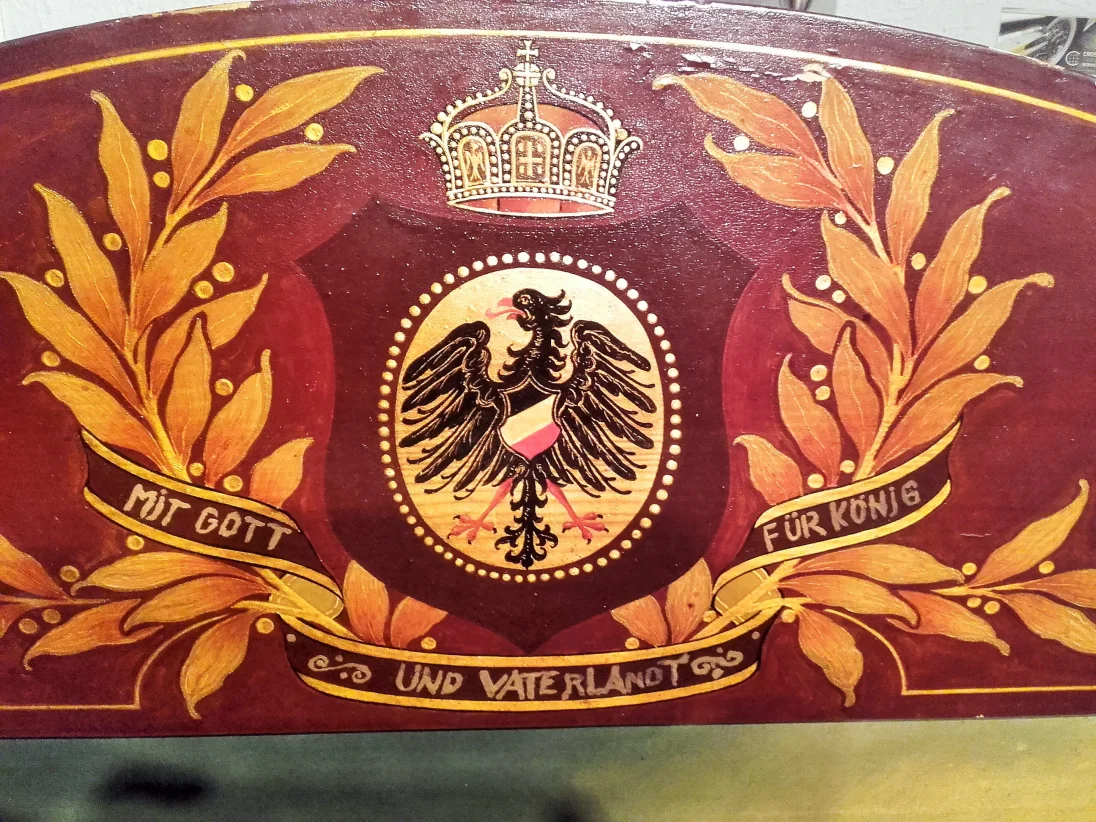 MiT GOTT
FÜR KÖNiG
UND VATERLANDT